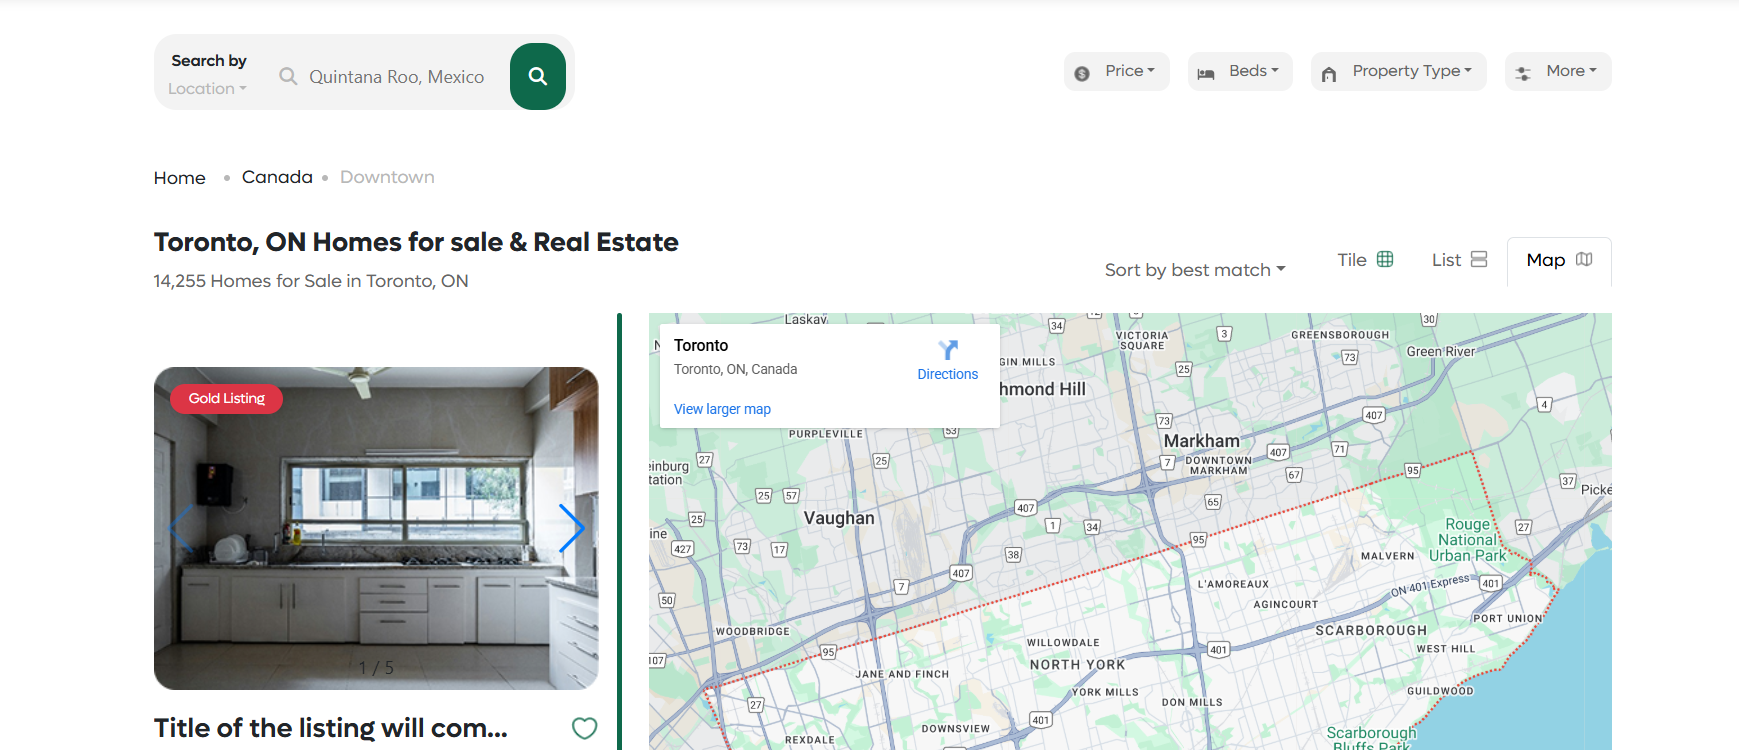 Search by
Location
Quintana Roo, Mexico
Price
Beds
Property Type
More
Home • Canada • Downtown
Toronto, ON Homes for sale & Real Estate
14,255 Homes for Sale in Toronto, ON
Sort by best match
Tile
List
Map
Gold Listing
1 / 5
Title of the listing will com...
Toronto
Toronto, ON, Canada
Directions
View larger map
Laskay
34
VICTORIA
SQUARE
3
GREENSBOROUGH
30
Green River
73
GIN MILLS
25
hmond Hill
4
407
PURPLEVILLE
53
73
Markham
27
25
7
DOWNTOWN
MARKHAM
407
71
67
95
einburg
tation
37
Picke
25
57
65
407
Vaughan
25
1
34
Rouge
National
Urban Park
27
ine
427
73
17
38
95
MALVERN
407
7
L'AMOREAUX
ON 401 Express
401
50
AGINCOURT
PORT UNION
WOODBRIDGE
SCARBOROUGH
WILLOWDALE
107
95
401
WEST HILL
NORTH YORK
JANE AND FINCH
YORK MILLS
GUILDWOOD
27
DON MILLS
401
DOWNSVIEW
REXDALE
Scarborough
Bluffs Park